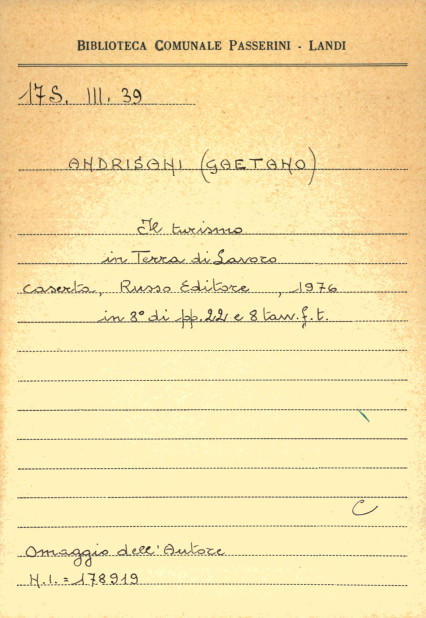 BIBLIOTECA COMUNALE PASSERINI - LANDI
17S. III. 39
ANDRISANI (GAETANO)
Il turismo
in Terra di Lavoro
Caserta, Russo Editore , 1976
in 8° di pp. 22 e 8 tavv. f. t.
C
Omaggio dell'Autore
N.I. = 178919